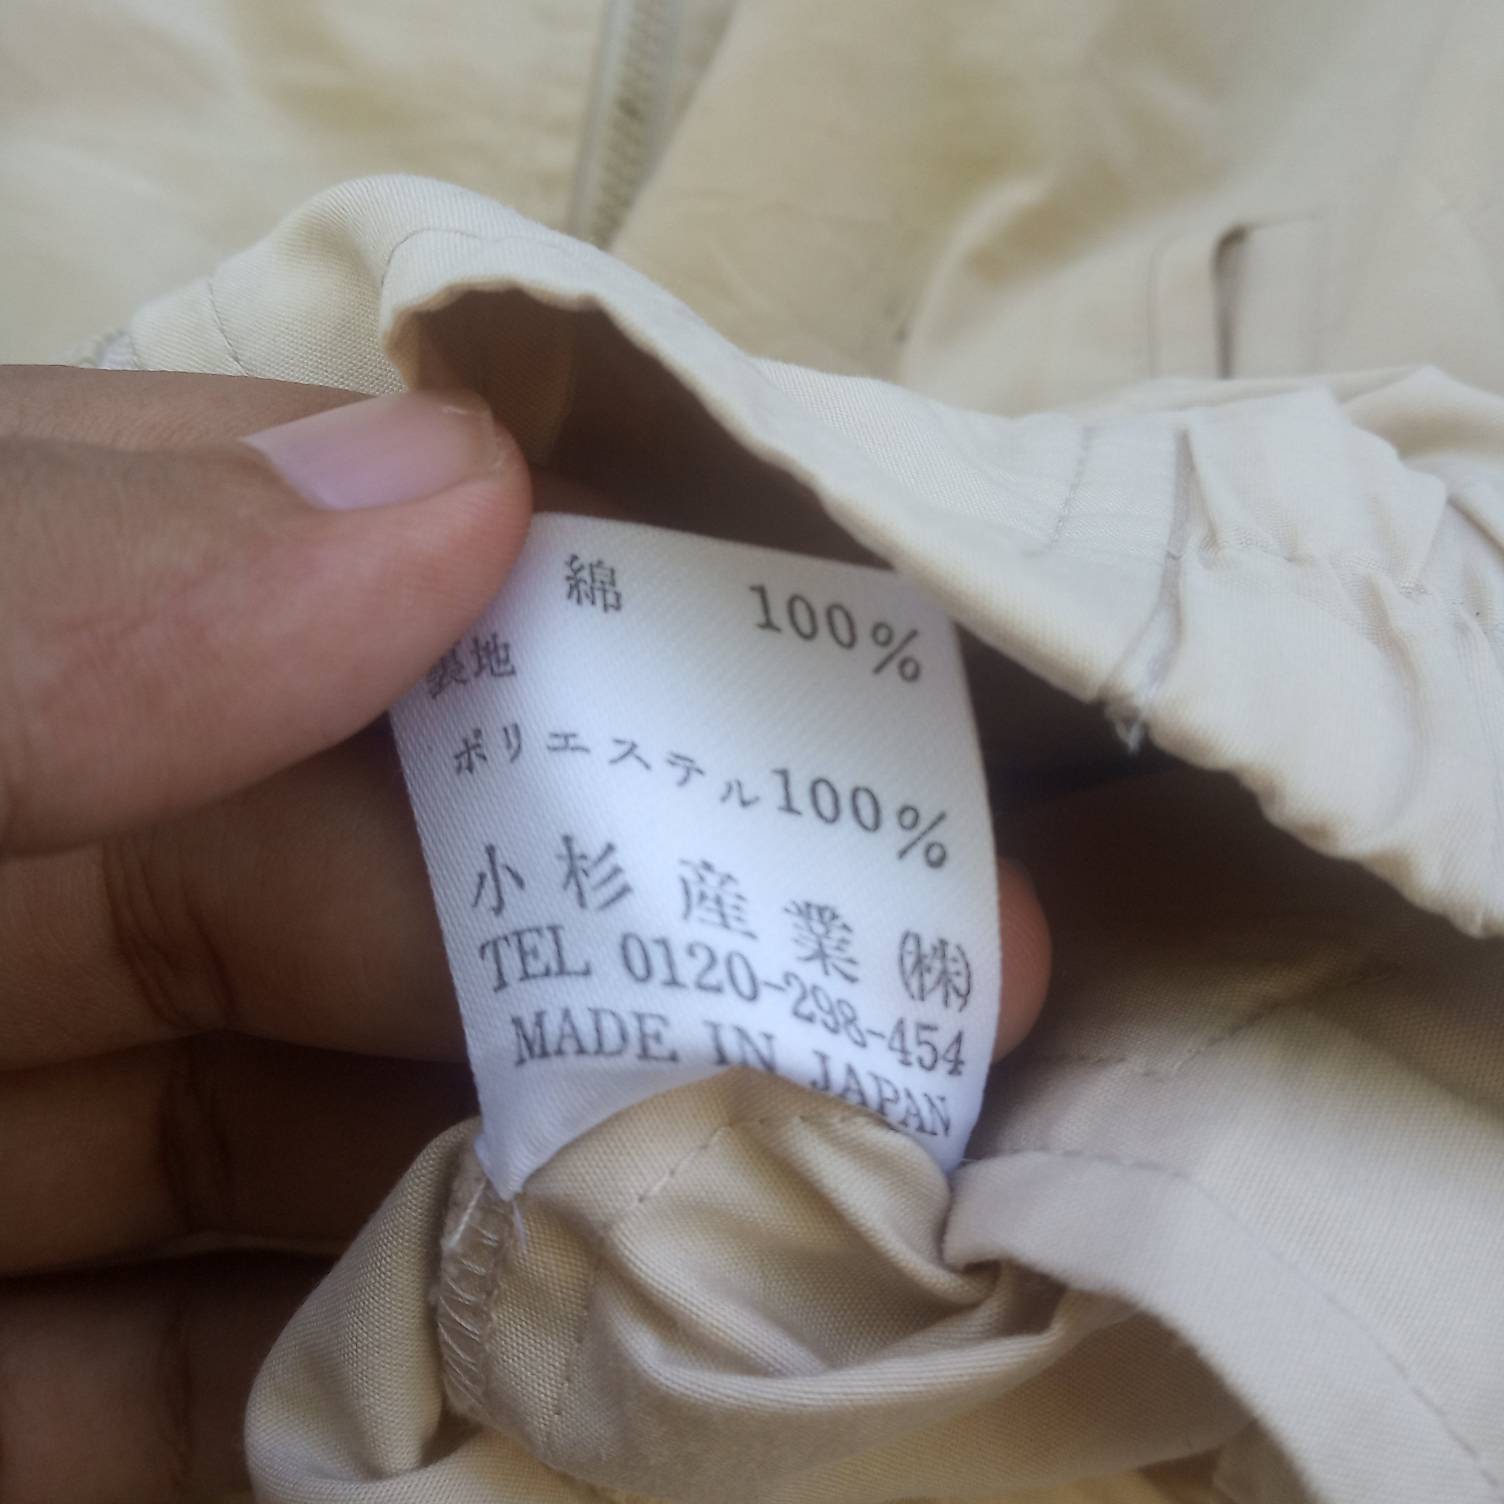 綿 100%
裏地
ポリエステル100%
小杉産業㈱
TEL 0120-298-454
MADE IN JAPAN